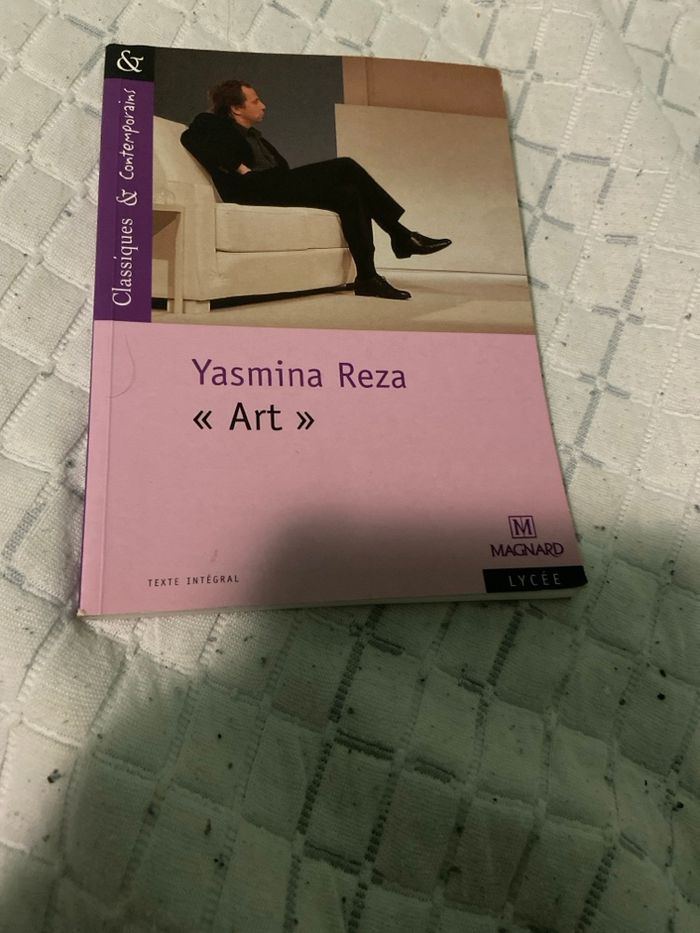 & Classiques & Contemporains
Yasmina Reza
« Art »
M
MAGNARD
TEXTE INTÉGRAL
LYCÉE